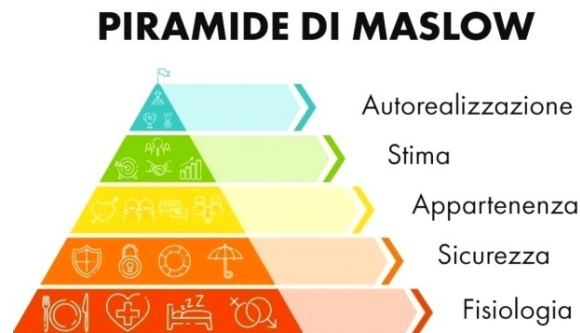 PIRAMIDE DI MASLOW
Autorealizzazione
Stima
Appartenenza
Sicurezza
Fisiologia